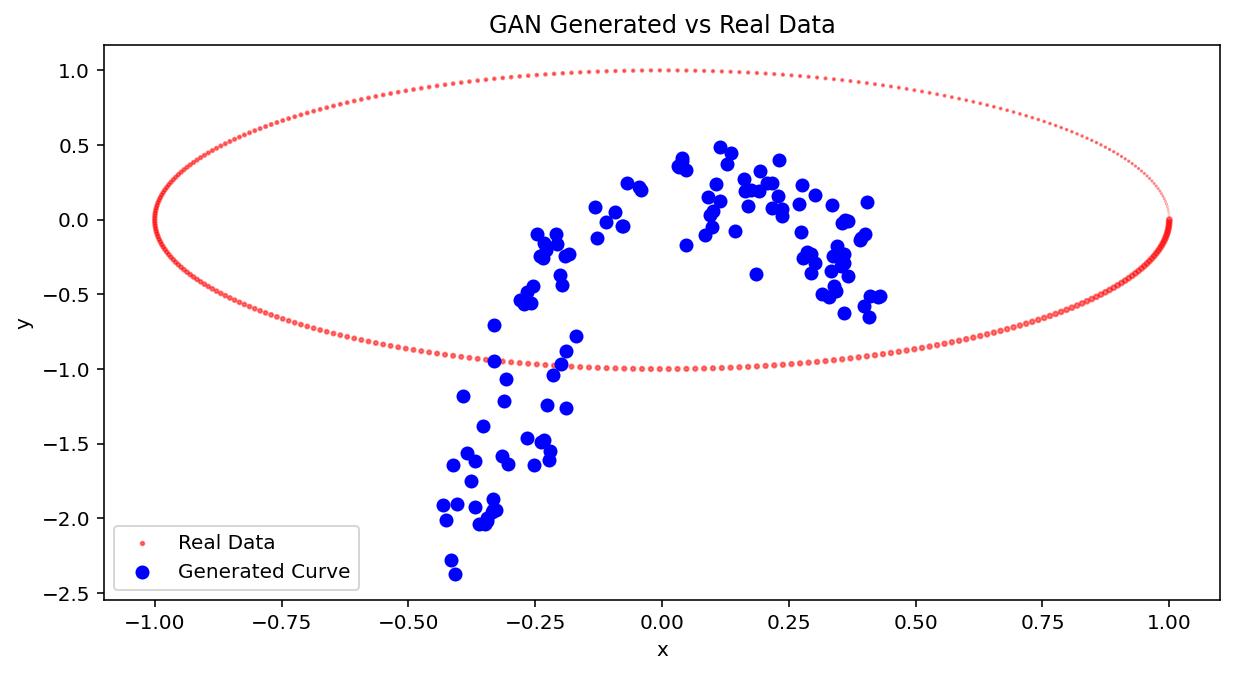 GAN Generated vs Real Data
1.0
0.5
0.0
−0.5
−1.0
−1.5
−2.0
−2.5
y
Real Data
Generated Curve
−1.00 −0.75 −0.50 −0.25 0.00 0.25 0.50 0.75 1.00
x